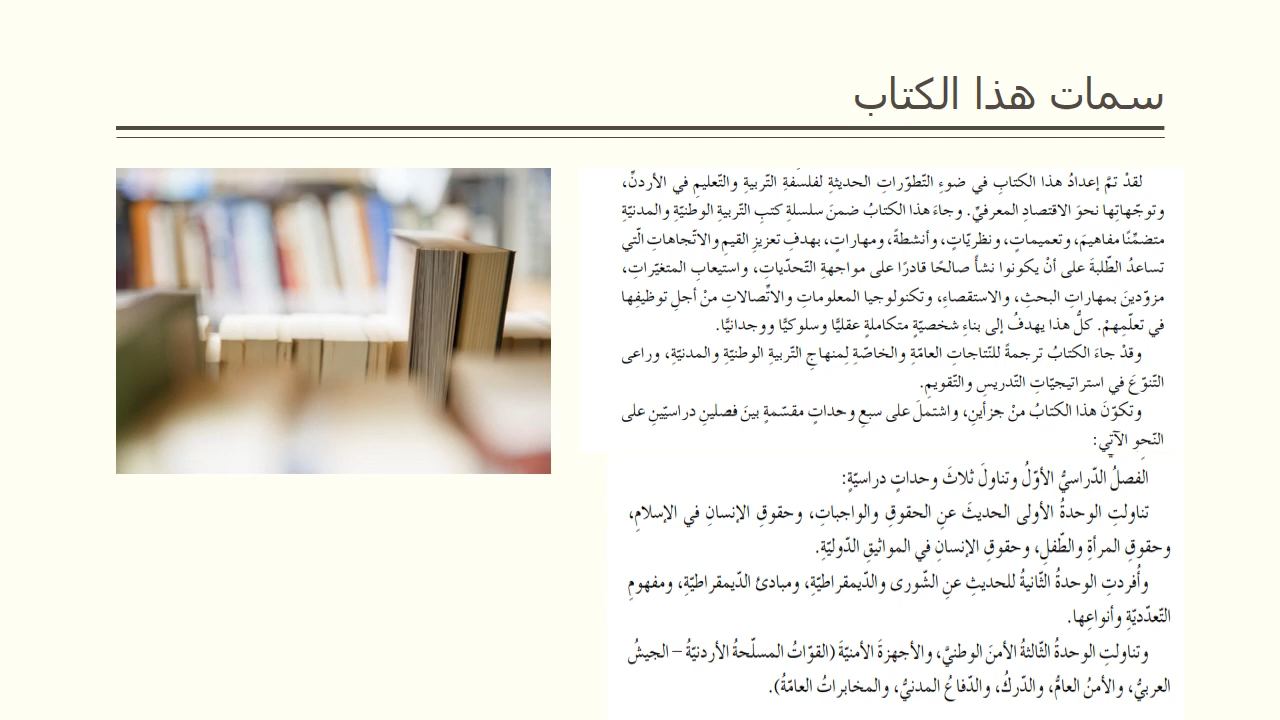 سمات هذا الكتاب
لقدْ تمَّ إعدادُ هذا الكتابِ في ضوءِ التّطوّراتِ الحديثةِ لفلسفةِ التّربيةِ والتّعليمِ في الأردنِّ،
وتوجّهاتِها نحوَ الاقتصادِ المعرفيِّ. وجاءَ هذا الكتابُ ضمنَ سلسلةِ كتبِ التّربيةِ الوطنيّةِ والمدنيّةِ
متضمِّنًا مفاهيمَ، وتعميماتٍ، ونظريّاتٍ، وأنشطةً، ومهاراتٍ، بهدفِ تعزيزِ القيمِ والاتّجاهاتِ الّتي
تساعدُ الطّلبةَ على أنْ يكونوا نشأً صالحًا قادرًا على مواجهةِ التّحدّياتِ، واستيعابِ المتغيّراتِ،
مزوّدينَ بمهاراتِ البحثِ، والاستقصاءِ، وتكنولوجيا المعلوماتِ والاتّصالاتِ منْ أجلِ توظيفِها
في تعلّمِهمْ. كلُّ هذا يهدفُ إلى بناءِ شخصيّةٍ متكاملةٍ عقليًّا وسلوكيًّا ووجدانيًّا.
وقدْ جاءَ الكتابُ ترجمةً للنّتاجاتِ العامّةِ والخاصّةِ لِمنهاجِ التّربيةِ الوطنيّةِ والمدنيّةِ، وراعى
التّنوّعَ في استراتيجيّاتِ التّدريسِ والتّقويمِ.
وتكوّنَ هذا الكتابُ منْ جزأينِ، واشتملَ على سبعِ وحداتٍ مقسّمةٍ بينَ فصلينِ دراسيّينِ على
النّحوِ الآتي:
الفصلُ الدّراسيُّ الأوّلُ وتناولَ ثلاثَ وحداتٍ دراسيّةٍ:
تناولتِ الوحدةُ الأولى الحديثَ عنِ الحقوقِ والواجباتِ، وحقوقِ الإنسانِ في الإسلامِ،
وحقوقِ المرأةِ والطّفلِ، وحقوقِ الإنسانِ في المواثيقِ الدّوليّةِ.
وأُفردتِ الوحدةُ الثّانيةُ للحديثِ عنِ الشّورى والدّيمقراطيّةِ، ومبادئ الدّيمقراطيّةِ، ومفهومِ
التّعدّديّةِ وأنواعِها.
وتناولتِ الوحدةُ الثّالثةُ الأمنَ الوطنيَّ، والأجهزةَ الأمنيّةَ (القوّاتُ المسلّحةُ الأردنيّةُ – الجيشُ
العربيُّ، والأمنُ العامُّ، والدّركُ، والدّفاعُ المدنيُّ، والمخابراتُ العامّةُ).